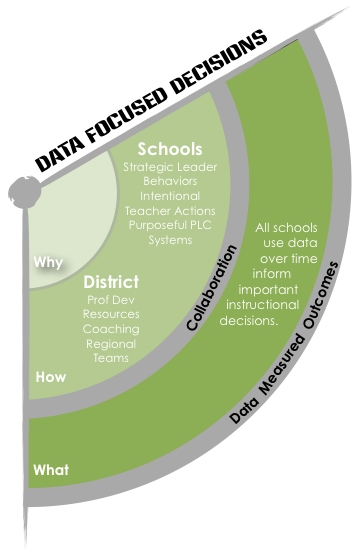 DATA FOCUSED DECISIONS
Schools
Strategic Leader
Behaviors
Intentional
Teacher Actions
Purposeful PLC
Systems
Why
District
Prof Dev
Resources
Coaching
Regional
Teams
How
Collaboration
All schools
use data
over time
inform
important
instructional
decisions.
Data Measured Outcomes
What